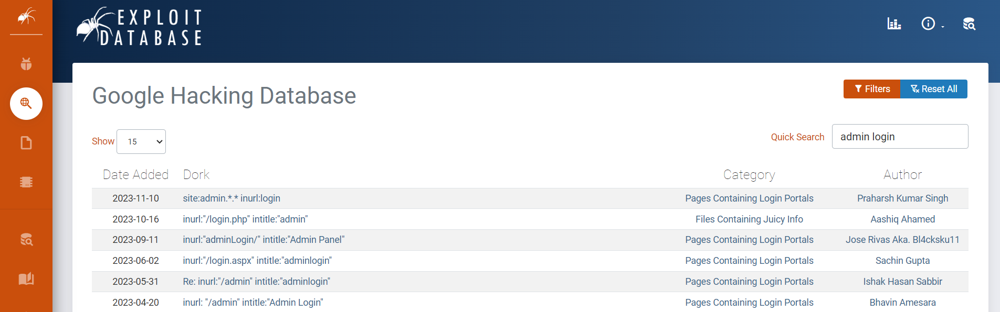 EXPLOIT
DATABASE
Google Hacking Database
Filters Reset All
Show 15 Quick Search admin login
Date Added Dork Category Author
2023-11-10 site:admin.*.* inurl:login Pages Containing Login Portals Praharsh Kumar Singh
2023-10-16 inurl:"/login.php" intitle:"admin" Files Containing Juicy Info Aashiq Ahamed
2023-09-11 inurl:"adminLogin/" intitle:"Admin Panel" Pages Containing Login Portals Jose Rivas Aka. Bl4cksku11
2023-06-02 inurl:"/login.aspx" intitle:"adminlogin" Pages Containing Login Portals Sachin Gupta
2023-05-31 Re: inurl:"/admin" intitle:"adminlogin" Pages Containing Login Portals Ishak Hasan Sabbir
2023-04-20 inurl: "/admin" intitle:"Admin Login" Pages Containing Login Portals Bhavin Amesara